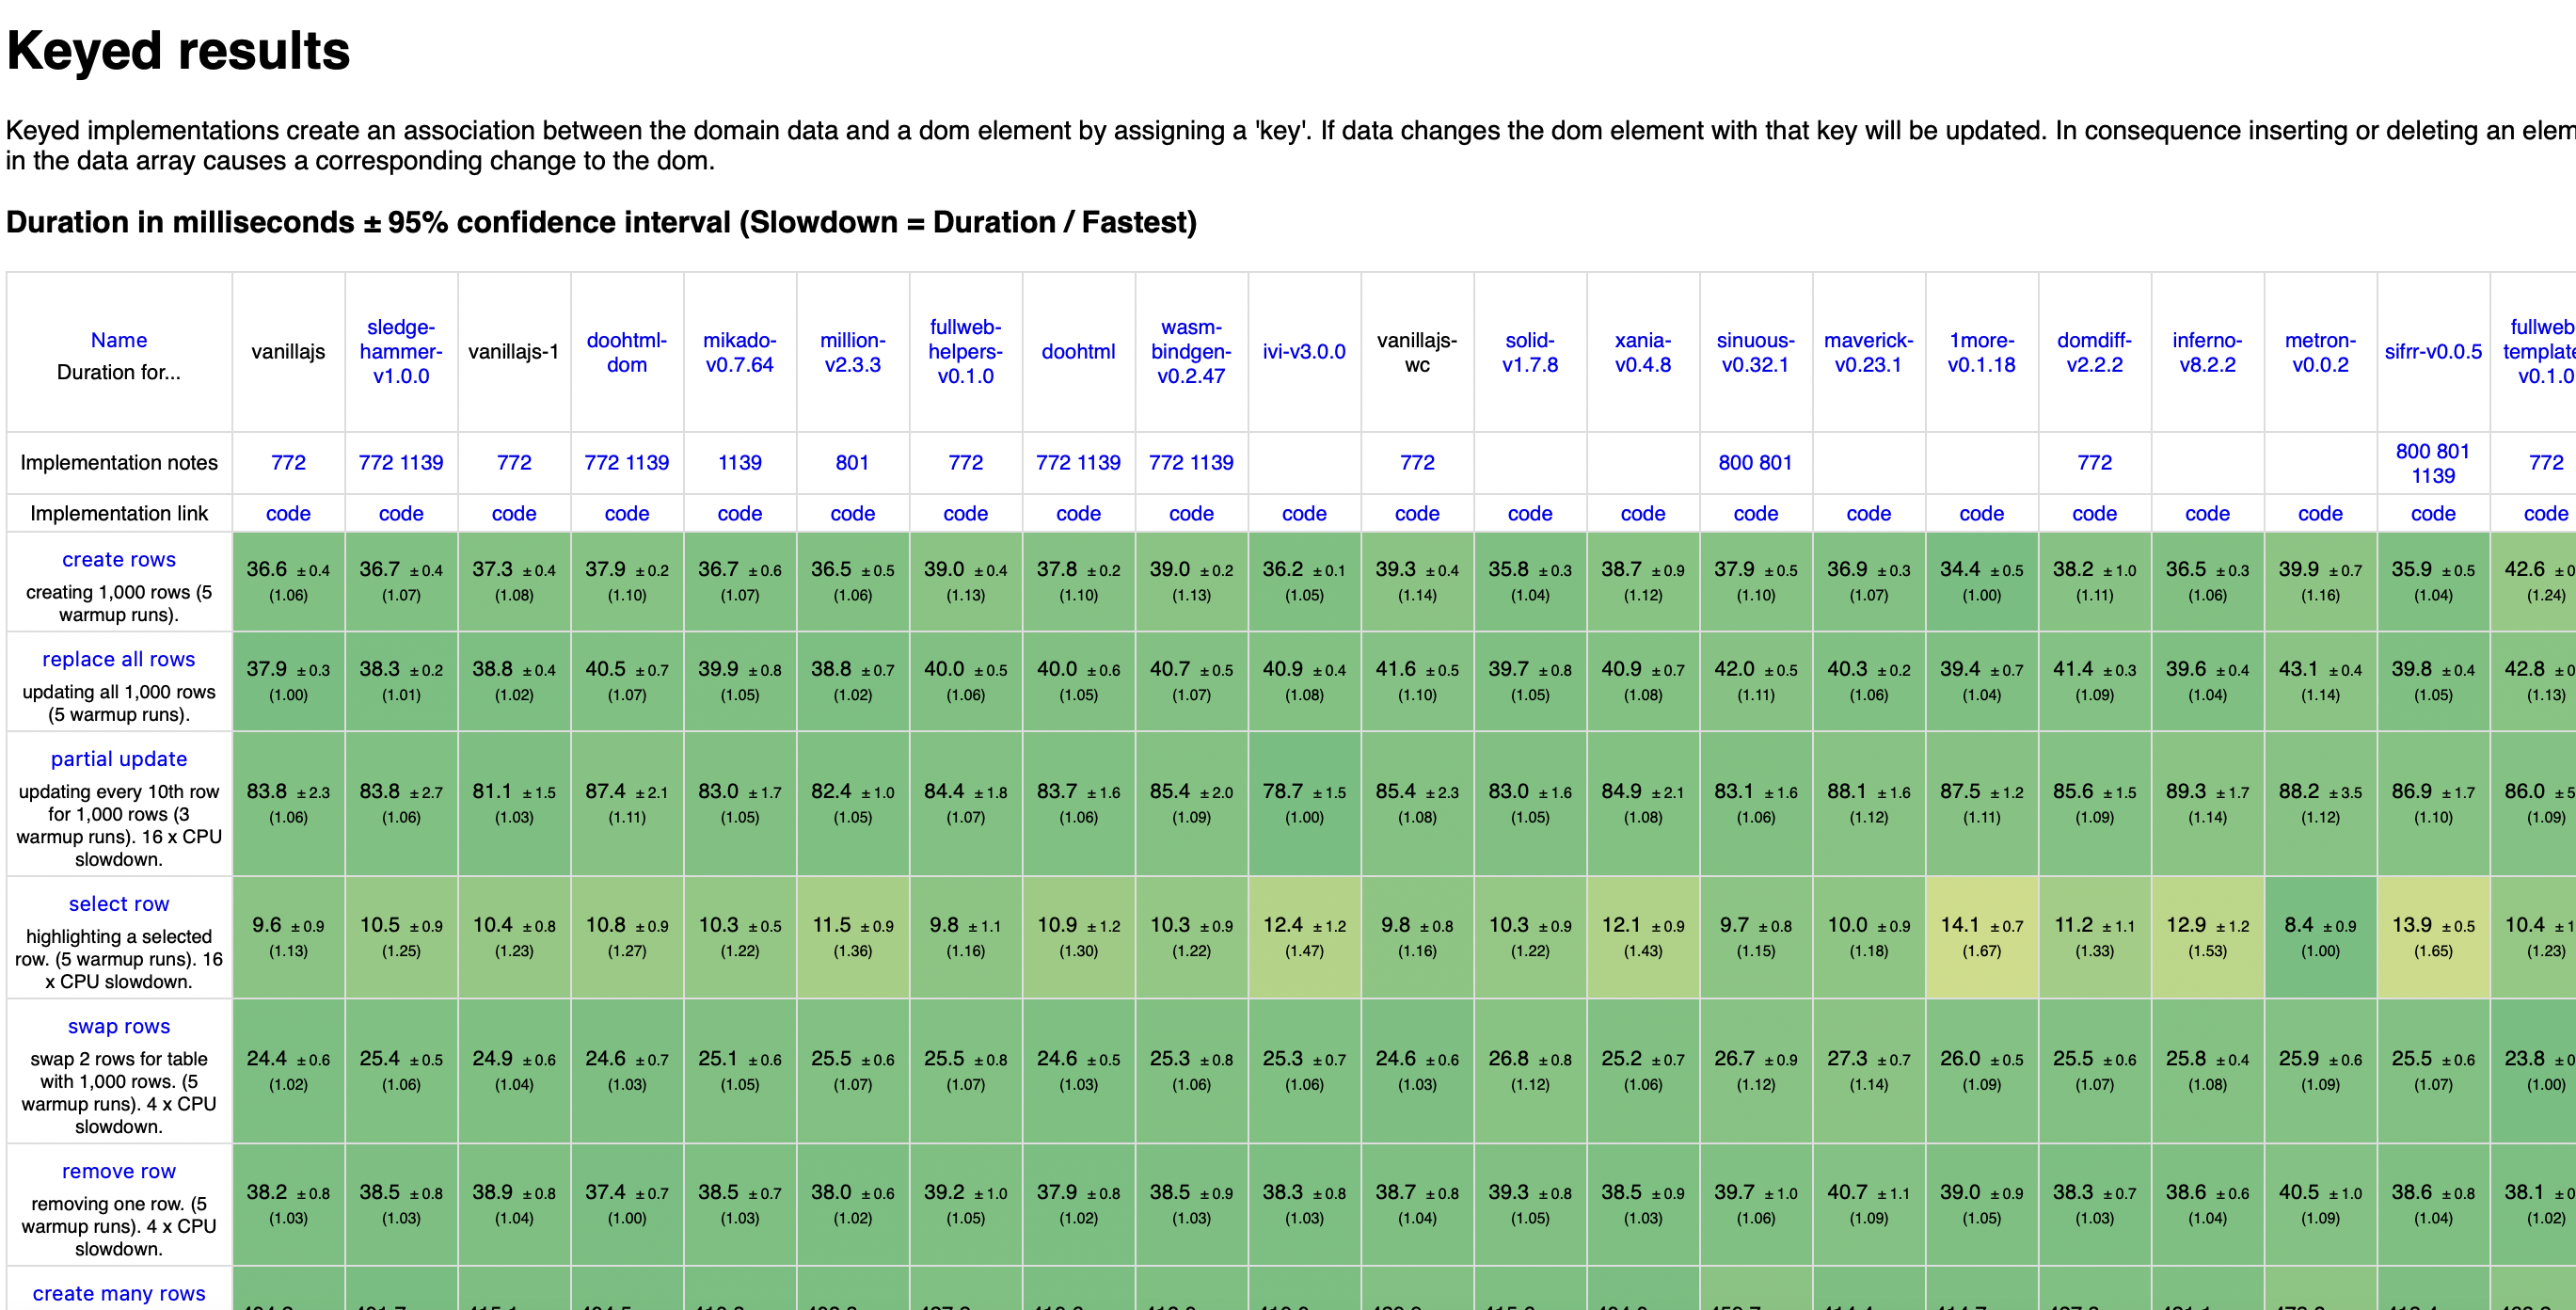 Keyed results
Keyed implementations create an association between the domain data and a dom element by assigning a 'key'. If data changes the dom element with that key will be updated. In consequence inserting or deleting an
in the data array causes a corresponding change to the dom.
Duration in milliseconds ± 95% confidence interval (Slowdown = Duration / Fastest)
Name
Duration for...
vanillajs
sledge-
hammer-
v1.0.0
vanillajs-1
doohtml-
dom
mikado-
v0.7.64
million-
v2.3.3
fullweb-
helpers-
v0.1.0
doohtml
wasm-
bindgen-
v0.2.47
ivi-v3.0.0
vanillajs-
wc
solid-
v1.7.8
xania-
v0.4.8
sinuous-
v0.32.1
maverick-
v0.23.1
1more-
v0.1.18
domdiff-
v2.2.2
inferno-
v8.2.2
metron-
v0.0.2
sifrr-v0.0.5
fullweb
template
v0.1.0
Implementation notes 772 772 1139 772 772 1139 1139 801 772 772 1139 772 1139 772 800 801 772 800 801 1139 772
Implementation link code code code code code code code code code code code code code code code code code code code code code
create rows
creating 1,000 rows (5
warmup runs).
36.6 ±0.4 36.7 ±0.4 37.3 ±0.4 37.9 ±0.2 36.7 ±0.6 36.5 ±0.5 39.0 ±0.4 37.8 ±0.2 39.0 ±0.2 36.2 ±0.1 39.3 ±0.4 35.8 ±0.3 38.7 ±0.9 37.9 ±0.5 36.9 ±0.3 34.4 ±0.5 38.2 ±1.0 36.5 ±0.3 39.9 ±0.7 35.9 ±0.5 42.6
(1.06) (1.07) (1.08) (1.10) (1.07) (1.06) (1.13) (1.10) (1.13) (1.05) (1.14) (1.04) (1.12) (1.10) (1.07) (1.00) (1.11) (1.06) (1.16) (1.04) (1.24)
replace all rows
updating all 1,000 rows
(5 warmup runs).
37.9 ±0.3 38.3 ±0.2 38.8 ±0.4 40.5 ±0.7 39.9 ±0.8 38.8 ±0.7 40.0 ±0.5 40.0 ±0.6 40.7 ±0.5 40.9 ±0.4 41.6 ±0.5 39.7 ±0.8 40.9 ±0.7 42.0 ±0.5 40.3 ±0.2 39.4 ±0.7 41.4 ±0.3 39.6 ±0.4 43.1 ±0.4 39.8 ±0.4 42.8
(1.00) (1.01) (1.02) (1.07) (1.05) (1.02) (1.06) (1.05) (1.07) (1.08) (1.10) (1.05) (1.08) (1.11) (1.06) (1.04) (1.09) (1.04) (1.14) (1.05) (1.13)
partial update
updating every 10th row
for 1,000 rows (3
warmup runs). 16 x CPU
slowdown.
83.8 ±2.3 83.8 ±2.7 81.1 ±1.5 87.4 ±2.1 83.0 ±1.7 82.4 ±1.0 84.4 ±1.8 83.7 ±1.6 85.4 ±2.0 78.7 ±1.5 85.4 ±2.3 83.0 ±1.6 84.9 ±2.1 83.1 ±1.6 88.1 ±1.6 87.5 ±1.2 85.6 ±1.5 89.3 ±1.7 88.2 ±3.5 86.9 ±1.7 86.0
(1.06) (1.06) (1.03) (1.11) (1.05) (1.05) (1.07) (1.06) (1.09) (1.00) (1.08) (1.05) (1.08) (1.06) (1.12) (1.11) (1.09) (1.14) (1.12) (1.10) (1.09)
select row
highlighting a selected
row. (5 warmup runs). 16
x CPU slowdown.
9.6 ±0.9 10.5 ±0.9 10.4 ±0.8 10.8 ±0.9 10.3 ±0.5 11.5 ±0.9 9.8 ±1.1 10.9 ±1.2 10.3 ±0.9 12.4 ±1.2 9.8 ±0.8 10.3 ±0.9 12.1 ±0.9 9.7 ±0.8 10.0 ±0.9 14.1 ±0.7 11.2 ±1.1 12.9 ±1.2 8.4 ±0.9 13.9 ±0.5 10.4
(1.13) (1.25) (1.23) (1.27) (1.22) (1.36) (1.16) (1.30) (1.22) (1.47) (1.16) (1.22) (1.43) (1.15) (1.18) (1.67) (1.33) (1.53) (1.00) (1.65) (1.23)
swap rows
swap 2 rows for table
with 1,000 rows. (5
warmup runs). 4 x CPU
slowdown.
24.4 ±0.6 25.4 ±0.5 24.9 ±0.6 24.6 ±0.7 25.1 ±0.6 25.5 ±0.6 25.5 ±0.8 24.6 ±0.5 25.3 ±0.8 25.3 ±0.7 24.6 ±0.6 26.8 ±0.8 25.2 ±0.7 26.7 ±0.9 27.3 ±0.7 26.0 ±0.5 25.5 ±0.6 25.8 ±0.4 25.9 ±0.6 25.5 ±0.6 23.8
(1.02) (1.06) (1.04) (1.03) (1.05) (1.07) (1.07) (1.03) (1.06) (1.06) (1.03) (1.12) (1.06) (1.12) (1.14) (1.09) (1.07) (1.08) (1.09) (1.07) (1.00)
remove row
removing one row. (5
warmup runs). 4 x CPU
slowdown.
38.2 ±0.8 38.5 ±0.8 38.9 ±0.8 37.4 ±0.7 38.5 ±0.7 38.0 ±0.6 39.2 ±1.0 37.9 ±0.8 38.5 ±0.9 38.3 ±0.8 38.7 ±0.8 39.3 ±0.8 38.5 ±0.9 39.7 ±1.0 40.7 ±1.1 39.0 ±0.9 38.3 ±0.7 38.6 ±0.6 40.5 ±1.0 38.6 ±0.8 38.1
(1.03) (1.03) (1.04) (1.00) (1.03) (1.02) (1.05) (1.02) (1.03) (1.03) (1.04) (1.05) (1.03) (1.06) (1.09) (1.05) (1.03) (1.04) (1.09) (1.04) (1.02)
create many rows